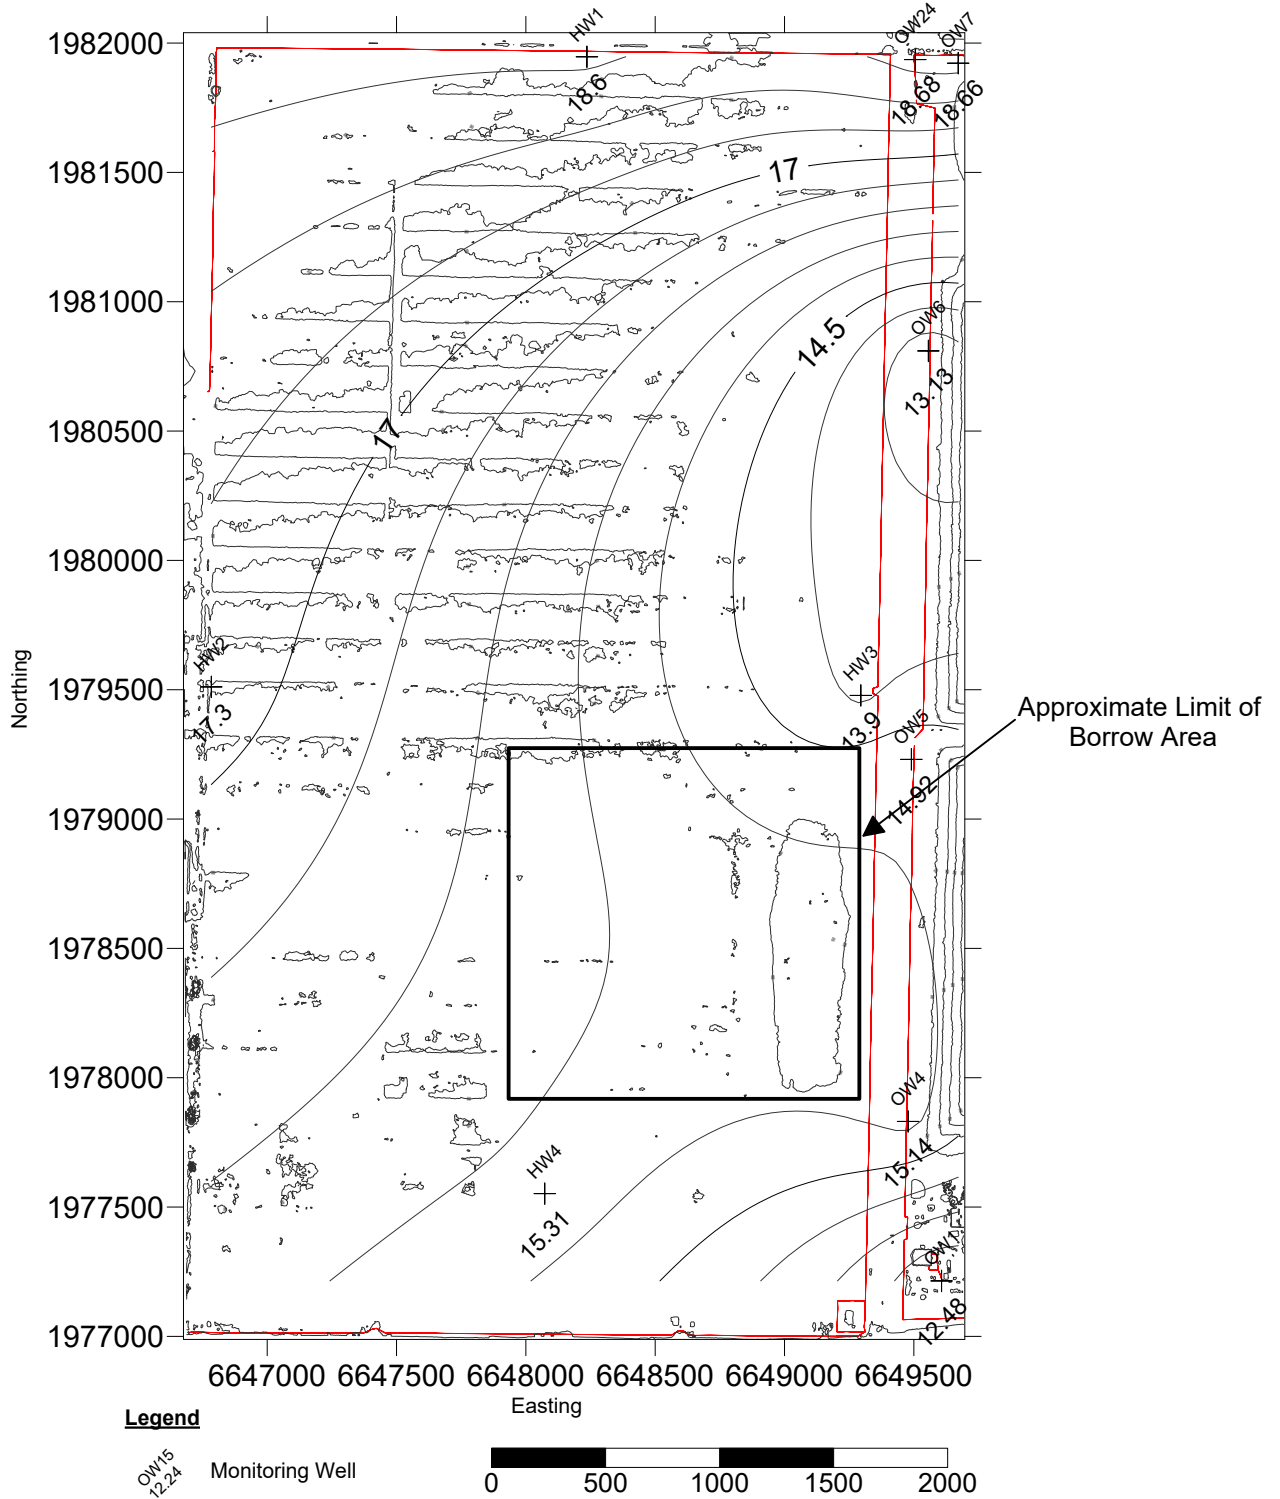 HW1
OW24
OW7
1982000
18.6
18.68
18.66
1981500
17
1981000
14.5
OW6
13.13
1980500
17
1980000
HW2
HW3
1979500
17.3
13.9
OW5
Approximate Limit of
Borrow Area
14.92
1979000
1978500
1978000
OW4
HW4
15.14
1977500
15.31
OW1
12.48
1977000
Northing
6647000 6647500 6648000 6648500 6649000 6649500
Easting
Legend
OW15
12.24
Monitoring Well
0 500 1000 1500 2000